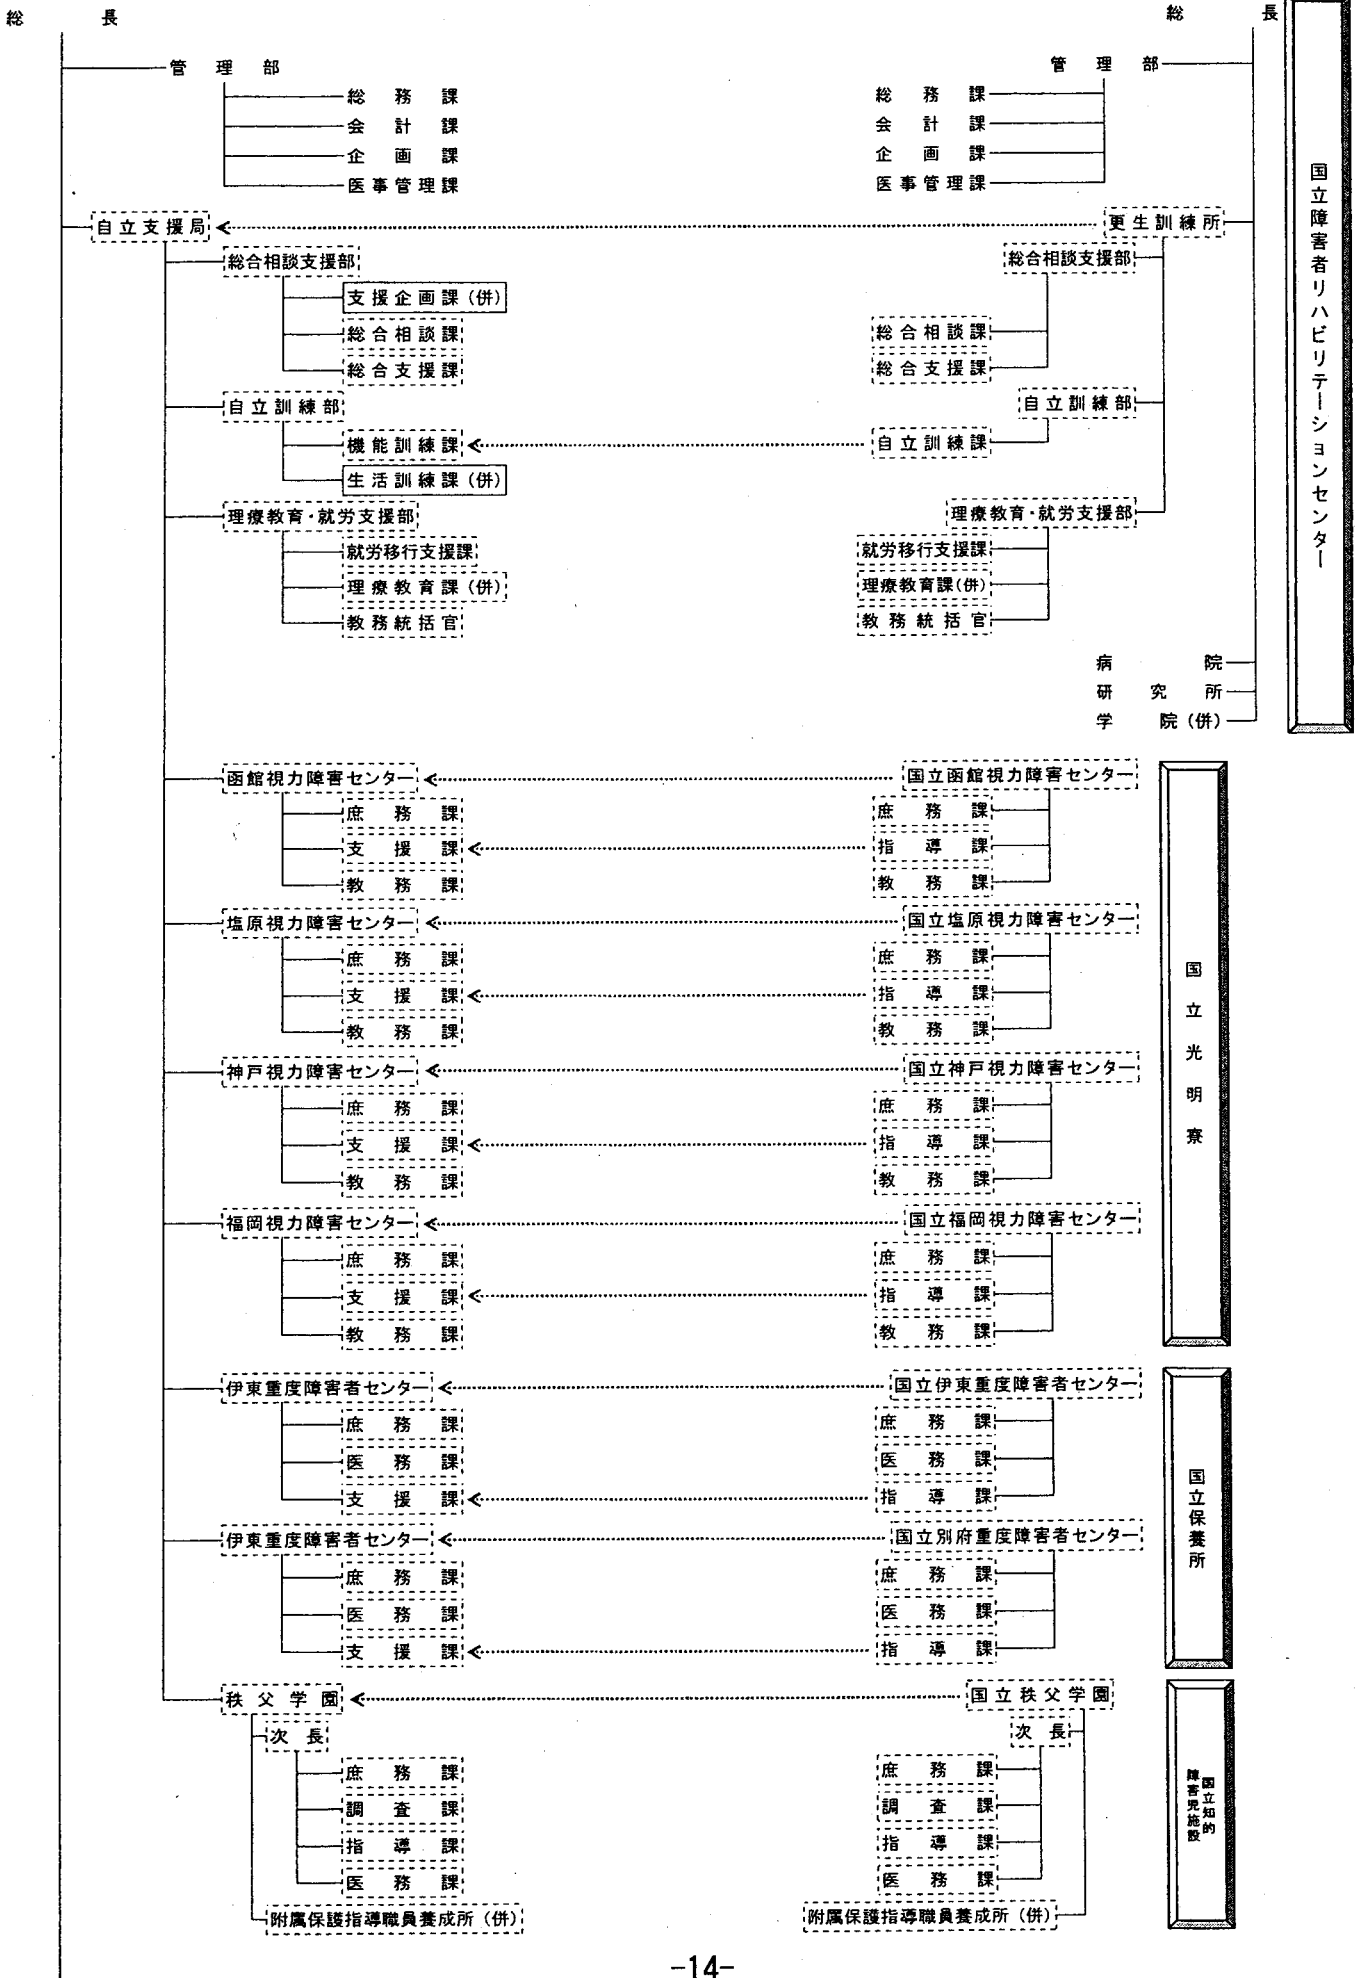 総長
管理部
総務課
会計課
企画課
医事管理課
自立支援局
総合相談支援部
支援企画課(併)
総合相談課
総合支援課
自立訓練部
機能訓練課
生活訓練課(併)
理療教育・就労支援部
就労移行支援課
理療教育課(併)
教務統括官
函館視力障害センター
庶務課
支援課
教務課
塩原視力障害センター
庶務課
支援課
教務課
神戸視力障害センター
庶務課
支援課
教務課
福岡視力障害センター
庶務課
支援課
教務課
伊東重度障害者センター
庶務課
医務課
支援課
伊東重度障害者センター
庶務課
医務課
支援課
秩父学園
次長
庶務課
調査課
指導課
医務課
附属保護指導職員養成所(併)
総長
管理部
総務課
会計課
企画課
医事管理課
更生訓練所
総合相談支援部
総合相談課
総合支援課
自立訓練部
自立訓練課
理療教育・就労支援部
就労移行支援課
理療教育課(併)
教務統括官
病院
研究所
学院(併)
国立函館視力障害センター
庶務課
指導課
教務課
国立塩原視力障害センター
庶務課
指導課
教務課
国立神戸視力障害センター
庶務課
指導課
教務課
国立福岡視力障害センター
庶務課
指導課
教務課
国立伊東重度障害者センター
庶務課
医務課
指導課
国立別府重度障害者センター
庶務課
医務課
指導課
国立秩父学園
次長
庶務課
調査課
指導課
医務課
附属保護指導職員養成所(併)
国立障害者リハビリテーションセンター
国立光明寮
国立保養所
国立知的
障害児施設
-14-